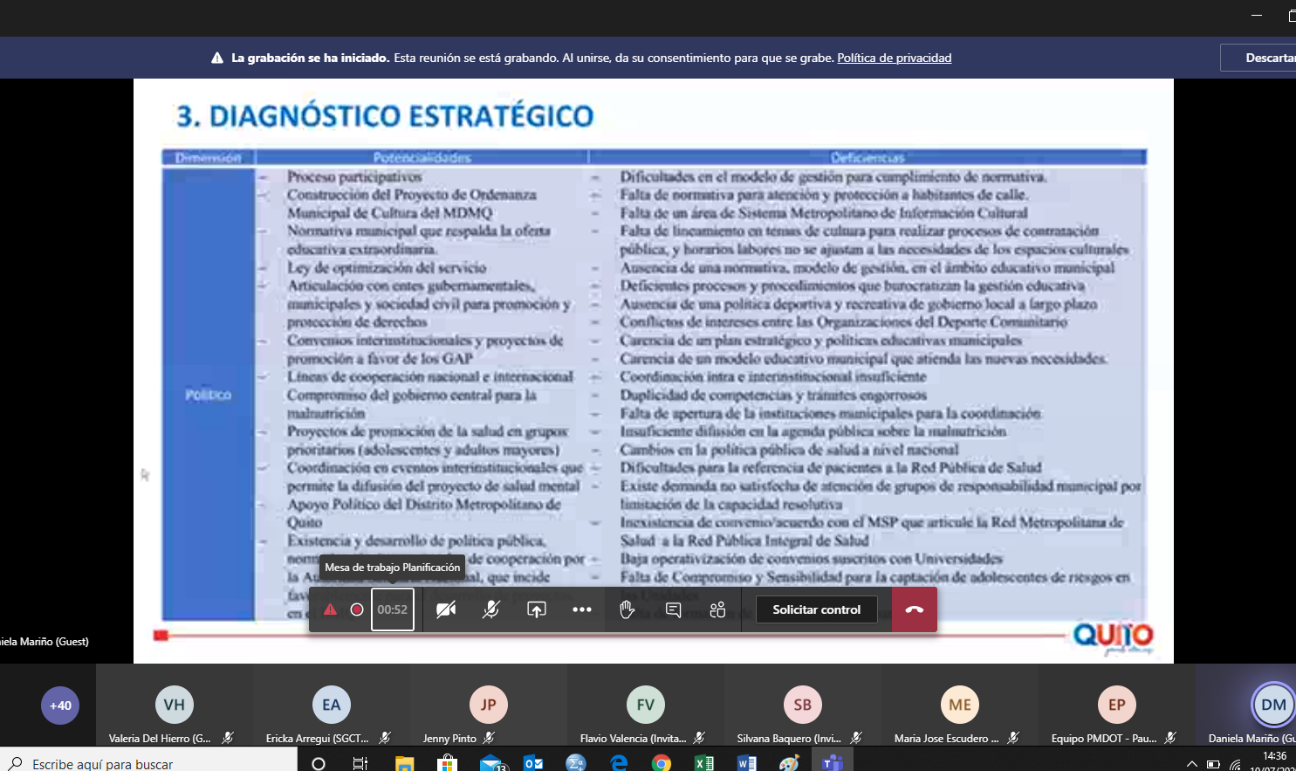 La grabación se ha iniciado. Esta reunión se está grabando. Al unirse, da su consentimiento para que se grabe. Política de privacidad
Descartar
3. DIAGNÓSTICO ESTRATÉGICO
Dimensión
Potencialidades
Deficiencias
Político
– Proceso participativos
– Construcción del Proyecto de Ordenanza
Municipal de Cultura del MDMQ
– Normativa municipal que respalda la oferta
educativa extraordinaria.
– Ley de optimización del servicio
– Articulación con entes gubernamentales,
municipales y sociedad civil para promoción y
protección de derechos
– Convenios interinstitucionales y proyectos de
promoción a favor de los GAP
– Líneas de cooperación nacional e internacional
– Compromiso del gobierno central para la
malnutrición
– Proyectos de promoción de la salud en grupos
prioritarios (adolescentes y adultos mayores)
– Coordinación en eventos interinstitucionales que
permite la difusión del proyecto de salud mental
– Apoyo Político del Distrito Metropolitano de
Quito
– Existencia y desarrollo de política pública,
de cooperación por
la
que incide
en el
– Dificultades en el modelo de gestión para cumplimiento de normativa.
– Falta de normativa para atención y protección a habitantes de calle.
– Falta de un área de Sistema Metropolitano de Información Cultural
– Falta de lineamiento en temas de cultura para realizar procesos de contratación
pública, y horarios labores no se ajustan a las necesidades de los espacios culturales
– Ausencia de una normativa, modelo de gestión, en el ámbito educativo municipal
– Deficientes procesos y procedimientos que burocratizan la gestión educativa
– Ausencia de una política deportiva y recreativa de gobierno local a largo plazo
– Conflictos de intereses entre las Organizaciones del Deporte Comunitario
– Carencia de un plan estratégico y políticas educativas municipales
– Carencia de un modelo educativo municipal que atienda las nuevas necesidades.
– Coordinación intra e interinstitucional insuficiente
– Duplicidad de competencias y trámites engorrosos
– Falta de apertura de la instituciones municipales para la coordinación
– Insuficiente difusión en la agenda pública sobre la malnutrición
– Cambios en la política pública de salud a nivel nacional
– Dificultades para la referencia de pacientes a la Red Pública de Salud
– Existe demanda no satisfecha de atención de grupos de responsabilidad municipal por
limitación de la capacidad resolutiva
– Inexistencia de convenio/acuerdo con el MSP que articule la Red Metropolitana de
Salud a la Red Pública Integral de Salud
– Baja operativización de convenios suscritos con Universidades
– Falta de Compromiso y Sensibilidad para la captación de adolescentes de riesgos en
Mesa de trabajo Planificación
00:52
Solicitar control
QUITO
iela Mariño (Guest)
+40
VH
EA
JP
FV
SB
ME
EP
DM
Valeria Del Hierro (G...
Ericka Arregui (SGCT...
Jenny Pinto
Flavio Valencia (Invita...
Silvana Baquero (Invi...
Maria Jose Escudero ...
Equipo PMDOT - Pau...
Daniela Mariño (Gu
Escribe aquí para buscar
13
14:36